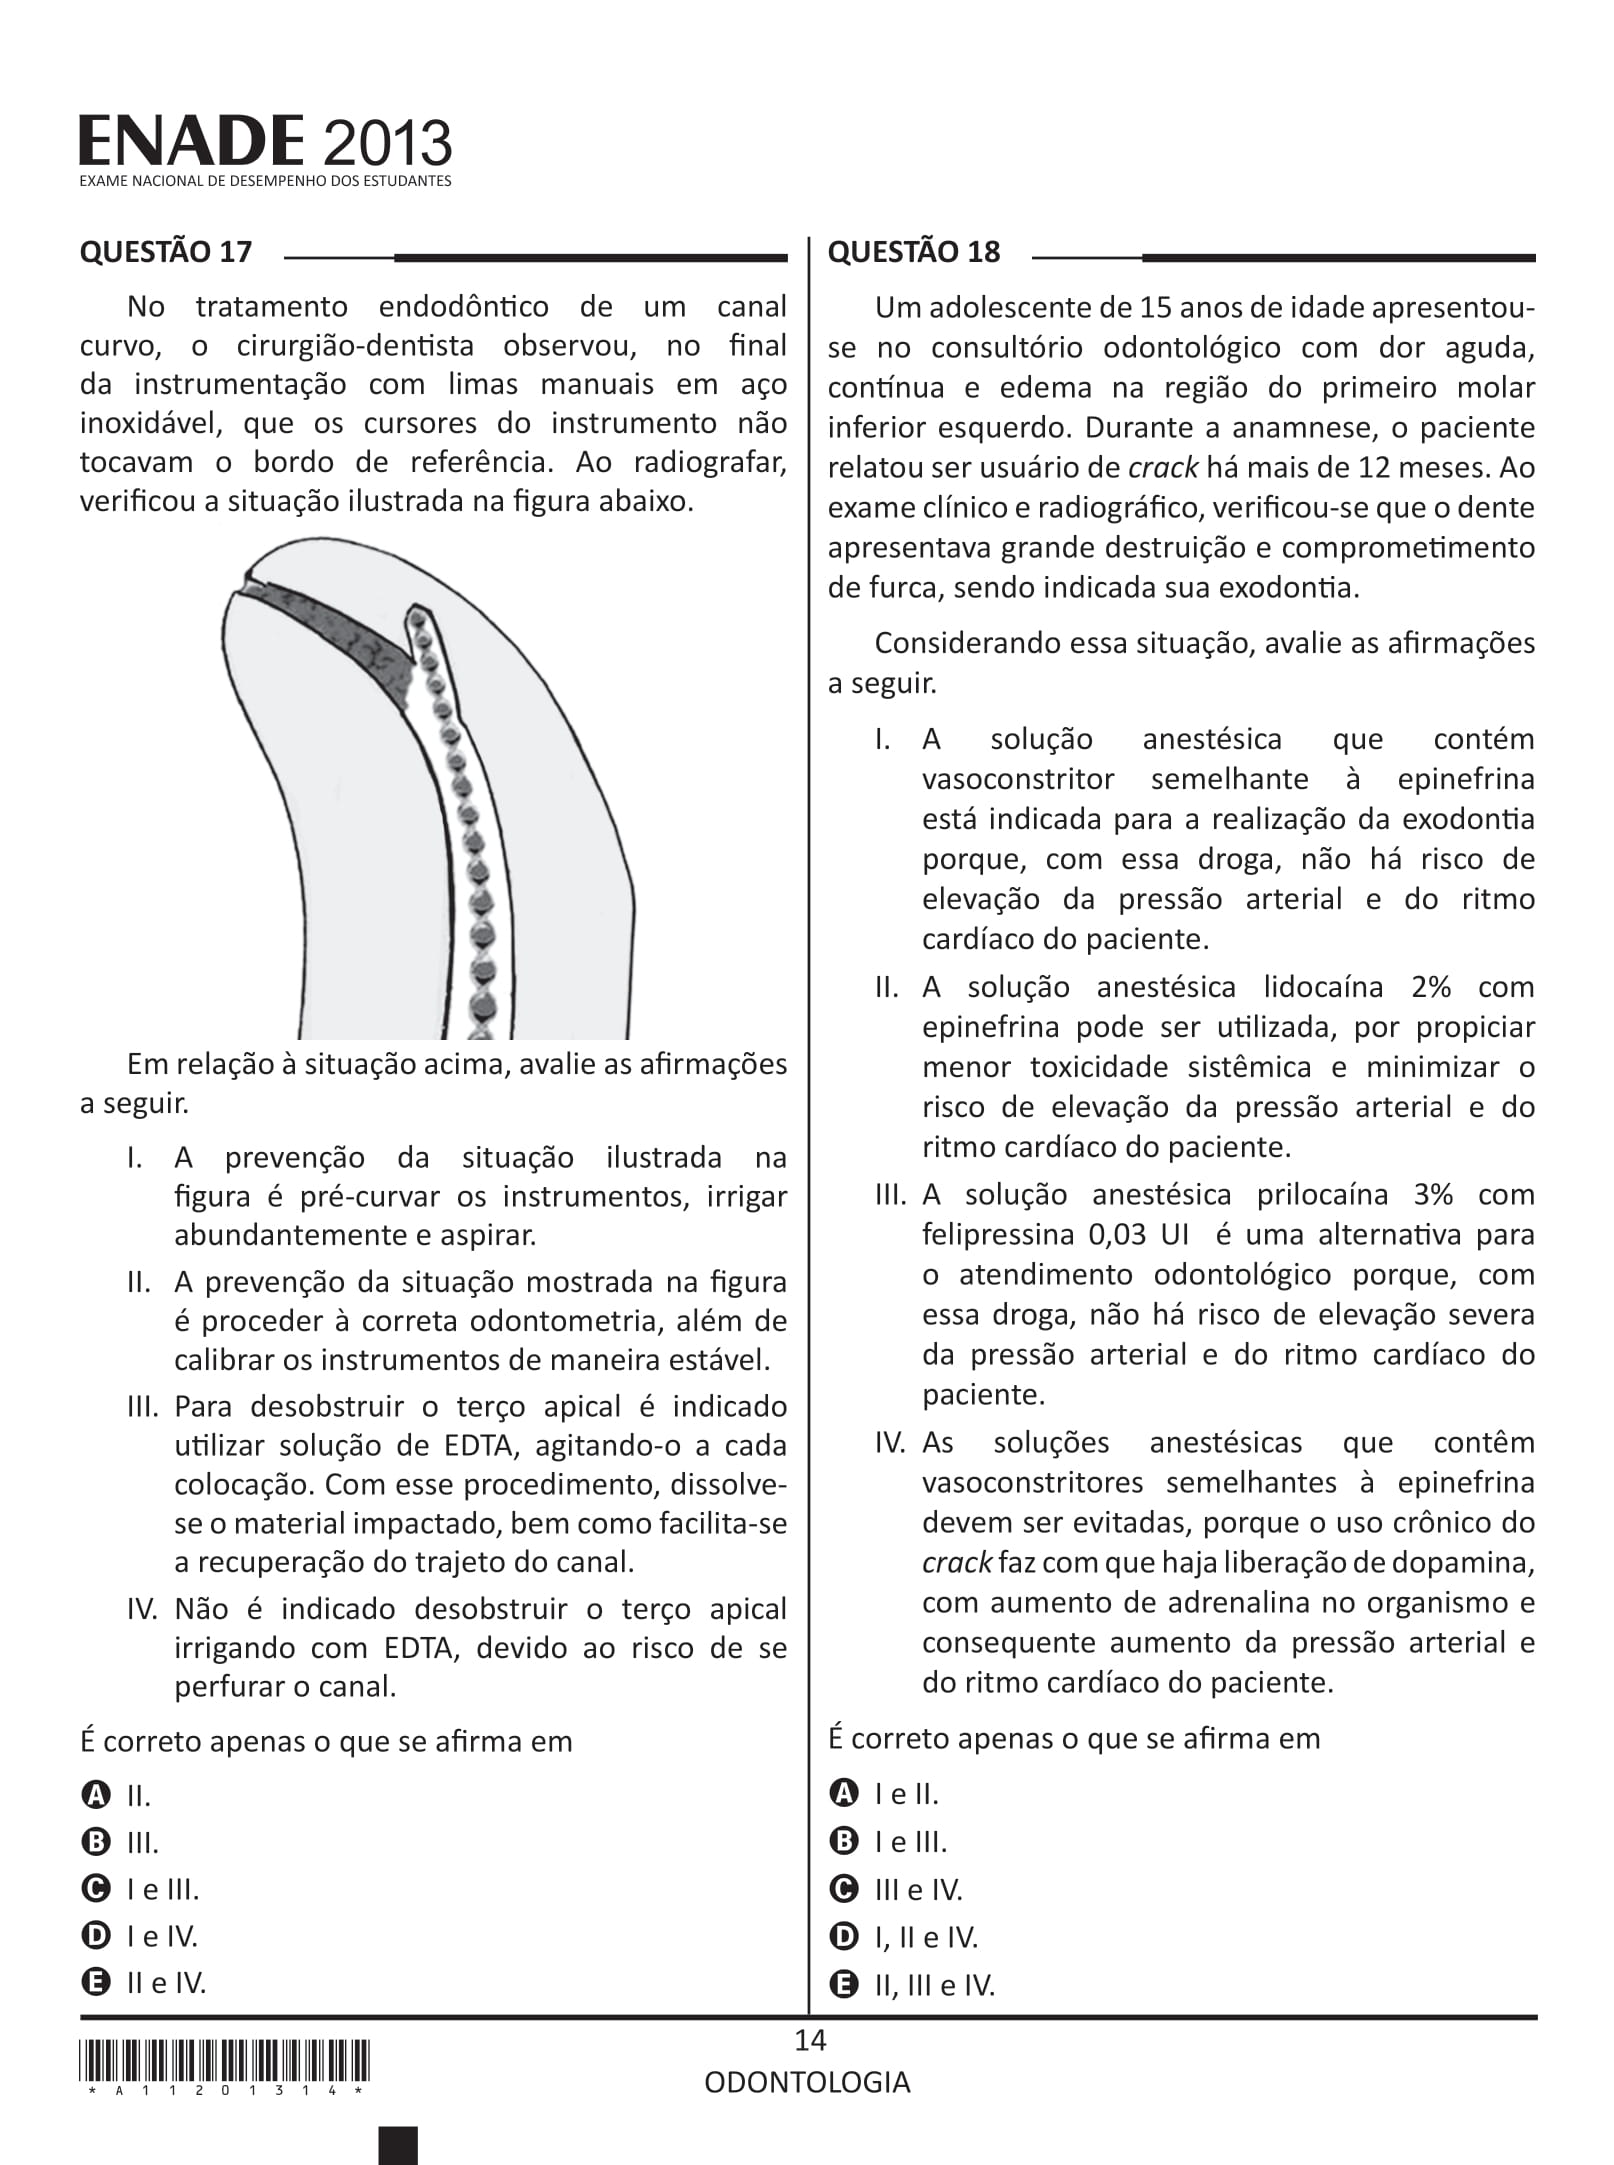 ENADE 2013
EXAME NACIONAL DE DESEMPENHO DOS ESTUDANTES
QUESTÃO 17
No tratamento endodôntico de um canal
curvo, o cirurgião-dentista observou, no final
da instrumentação com limas manuais em aço
inoxidável, que os cursores do instrumento não
tocavam o bordo de referência. Ao radiografar,
verificou a situação ilustrada na figura abaixo.
Em relação à situação acima, avalie as afirmações
a seguir.
I. A prevenção da situação ilustrada na
figura é pré-curvar os instrumentos, irrigar
abundantemente e aspirar.
II. A prevenção da situação mostrada na figura
é proceder à correta odontometria, além de
calibrar os instrumentos de maneira estável.
III. Para desobstruir o terço apical é indicado
utilizar solução de EDTA, agitando-o a cada
colocação. Com esse procedimento, dissolve-
se o material impactado, bem como facilita-se
a recuperação do trajeto do canal.
IV. Não é indicado desobstruir o terço apical
irrigando com EDTA, devido ao risco de se
perfurar o canal.
É correto apenas o que se afirma em
A II.
B III.
C I e III.
D I e IV.
E II e IV.
QUESTÃO 18
Um adolescente de 15 anos de idade apresentou-
se no consultório odontológico com dor aguda,
contínua e edema na região do primeiro molar
inferior esquerdo. Durante a anamnese, o paciente
relatou ser usuário de crack há mais de 12 meses. Ao
exame clínico e radiográfico, verificou-se que o dente
apresentava grande destruição e comprometimento
de furca, sendo indicada sua exodontia.
Considerando essa situação, avalie as afirmações
a seguir.
I. A solução anestésica que contém
vasoconstritor semelhante à epinefrina
está indicada para a realização da exodontia
porque, com essa droga, não há risco de
elevação da pressão arterial e do ritmo
cardíaco do paciente.
II. A solução anestésica lidocaína 2% com
epinefrina pode ser utilizada, por propiciar
menor toxicidade sistêmica e minimizar o
risco de elevação da pressão arterial e do
ritmo cardíaco do paciente.
III. A solução anestésica prilocaína 3% com
felipressina 0,03 UI é uma alternativa para
o atendimento odontológico porque, com
essa droga, não há risco de elevação severa
da pressão arterial e do ritmo cardíaco do
paciente.
IV. As soluções anestésicas que contêm
vasoconstritores semelhantes à epinefrina
devem ser evitadas, porque o uso crônico do
crack faz com que haja liberação de dopamina,
com aumento de adrenalina no organismo e
consequente aumento da pressão arterial e
do ritmo cardíaco do paciente.
É correto apenas o que se afirma em
A I e II.
B I e III.
C III e IV.
D I, II e IV.
E II, III e IV.
14
ODONTOLOGIA
* A 1 1 2 0 1 3 1 4 *